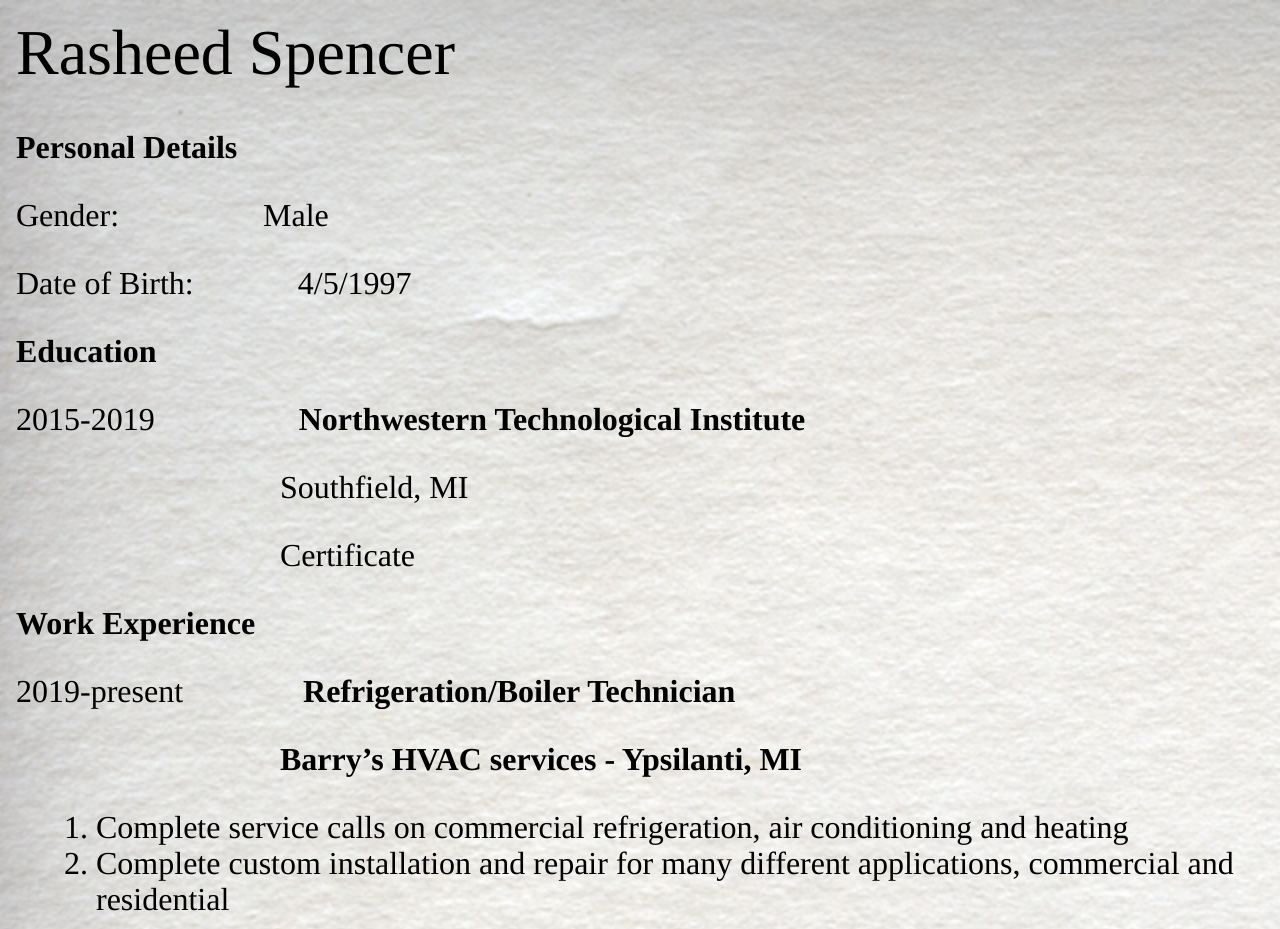 Rasheed Spencer
Personal Details
Gender: Male
Date of Birth: 4/5/1997
Education
2015-2019 Northwestern Technological Institute
Southfield, MI
Certificate
Work Experience
2019-present Refrigeration/Boiler Technician
Barry’s HVAC services - Ypsilanti, MI
1. Complete service calls on commercial refrigeration, air conditioning and heating
2. Complete custom installation and repair for many different applications, commercial and
residential